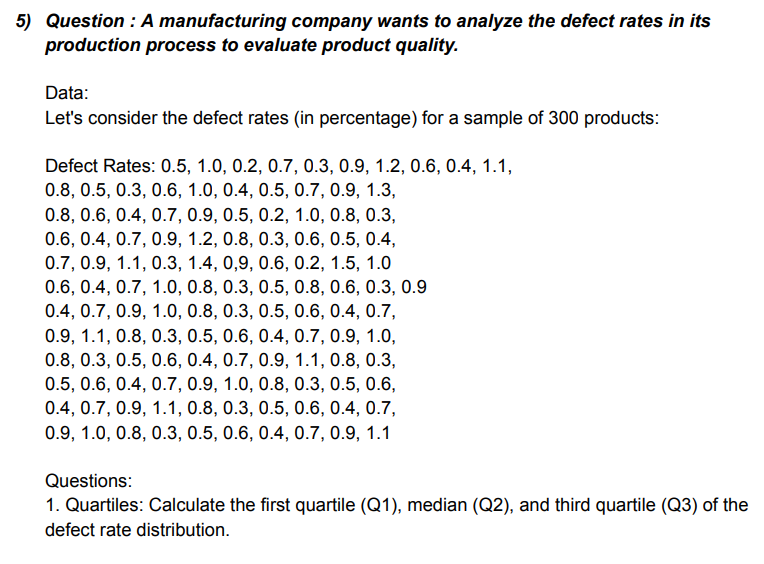 5) Question : A manufacturing company wants to analyze the defect rates in its
production process to evaluate product quality.
Data:
Let's consider the defect rates (in percentage) for a sample of 300 products:
Defect Rates: 0.5, 1.0, 0.2, 0.7, 0.3, 0.9, 1.2, 0.6, 0.4, 1.1,
0.8, 0.5, 0.3, 0.6, 1.0, 0.4, 0.5, 0.7, 0.9, 1.3,
0.8, 0.6, 0.4, 0.7, 0.9, 0.5, 0.2, 1.0, 0.8, 0.3,
0.6, 0.4, 0.7, 0.9, 1.2, 0.8, 0.3, 0.6, 0.5, 0.4,
0.7, 0.9, 1.1, 0.3, 1.4, 0,9, 0.6, 0.2, 1.5, 1.0
0.6, 0.4, 0.7, 1.0, 0.8, 0.3, 0.5, 0.8, 0.6, 0.3, 0.9
0.4, 0.7, 0.9, 1.0, 0.8, 0.3, 0.5, 0.6, 0.4, 0.7,
0.9, 1.1, 0.8, 0.3, 0.5, 0.6, 0.4, 0.7, 0.9, 1.0,
0.8, 0.3, 0.5, 0.6, 0.4, 0.7, 0.9, 1.1, 0.8, 0.3,
0.5, 0.6, 0.4, 0.7, 0.9, 1.0, 0.8, 0.3, 0.5, 0.6,
0.4, 0.7, 0.9, 1.1, 0.8, 0.3, 0.5, 0.6, 0.4, 0.7,
0.9, 1.0, 0.8, 0.3, 0.5, 0.6, 0.4, 0.7, 0.9, 1.1
Questions:
1. Quartiles: Calculate the first quartile (Q1), median (Q2), and third quartile (Q3) of the
defect rate distribution.